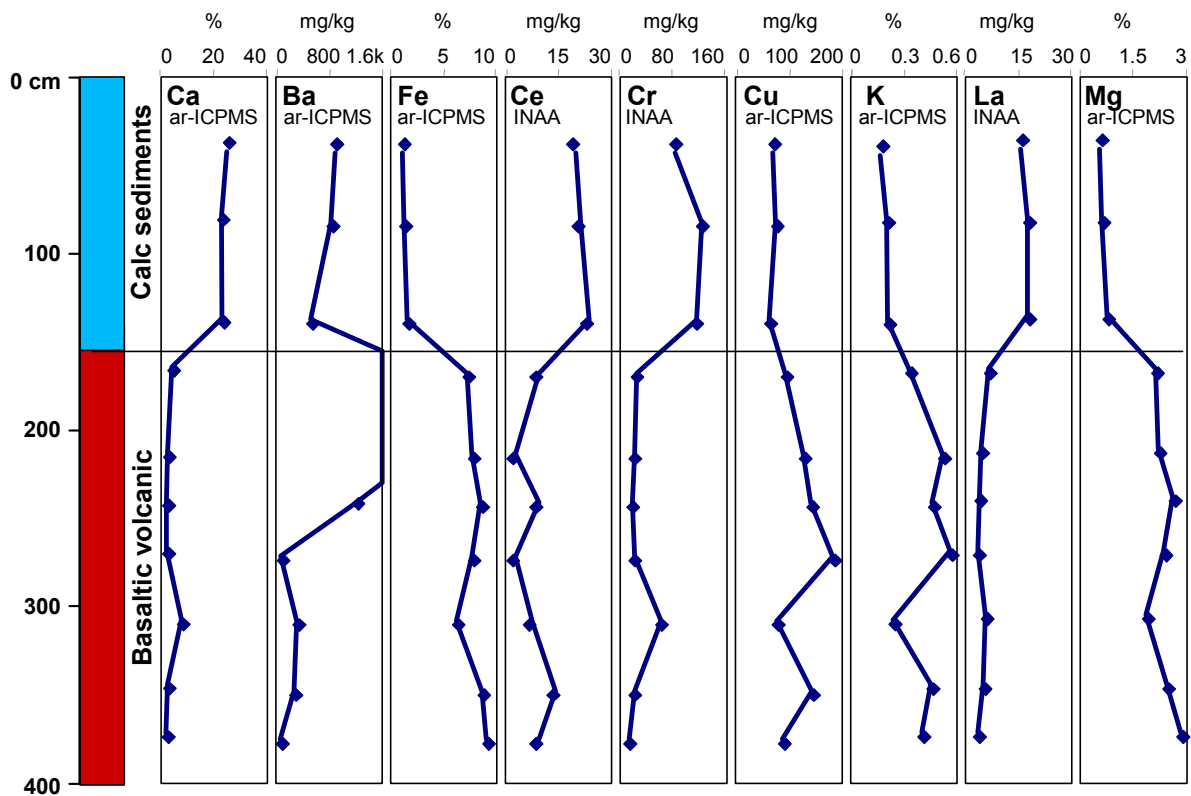 % mg/kg % mg/kg mg/kg mg/kg % mg/kg %
0 20 40 0 800 1.6k 0 5 10 0 15 30 0 80 160 0 100 200 0 0.3 0.6 0 15 30 0 1.5 3
0 cm
Ca Ba Fe Ce Cr Cu K La Mg
ar-ICPMS ar-ICPMS ar-ICPMS INAA INAA ar-ICPMS ar-ICPMS INAA ar-ICPMS
Calc sediments
100
200
Basaltic volcanic
300
400